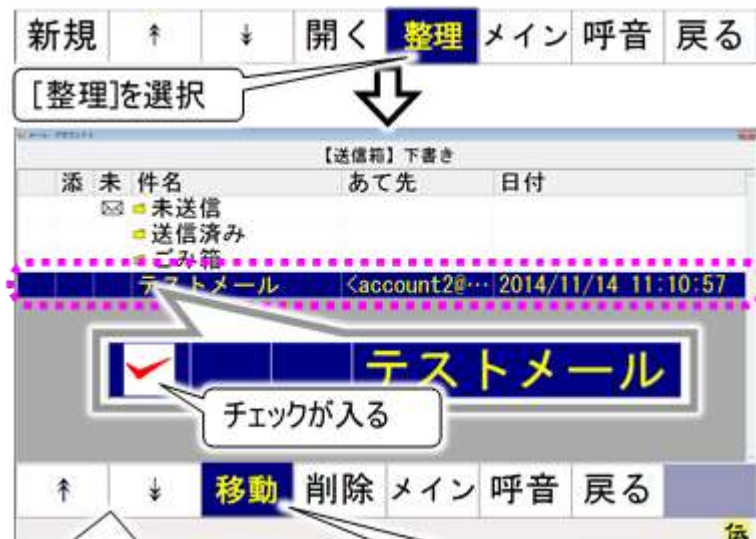 新規 ↟ ↡ 開く 整理 メイン 呼音 戻る
[整理]を選択
【送信箱】下書き
添 未 件名 あて先 日付
未送信
送信済み
ごみ箱
テストメール <account2@… 2014/11/14 11:10:57
テストメール
チェックが入る
↟ ↡ 移動 削除 メイン 呼音 戻る